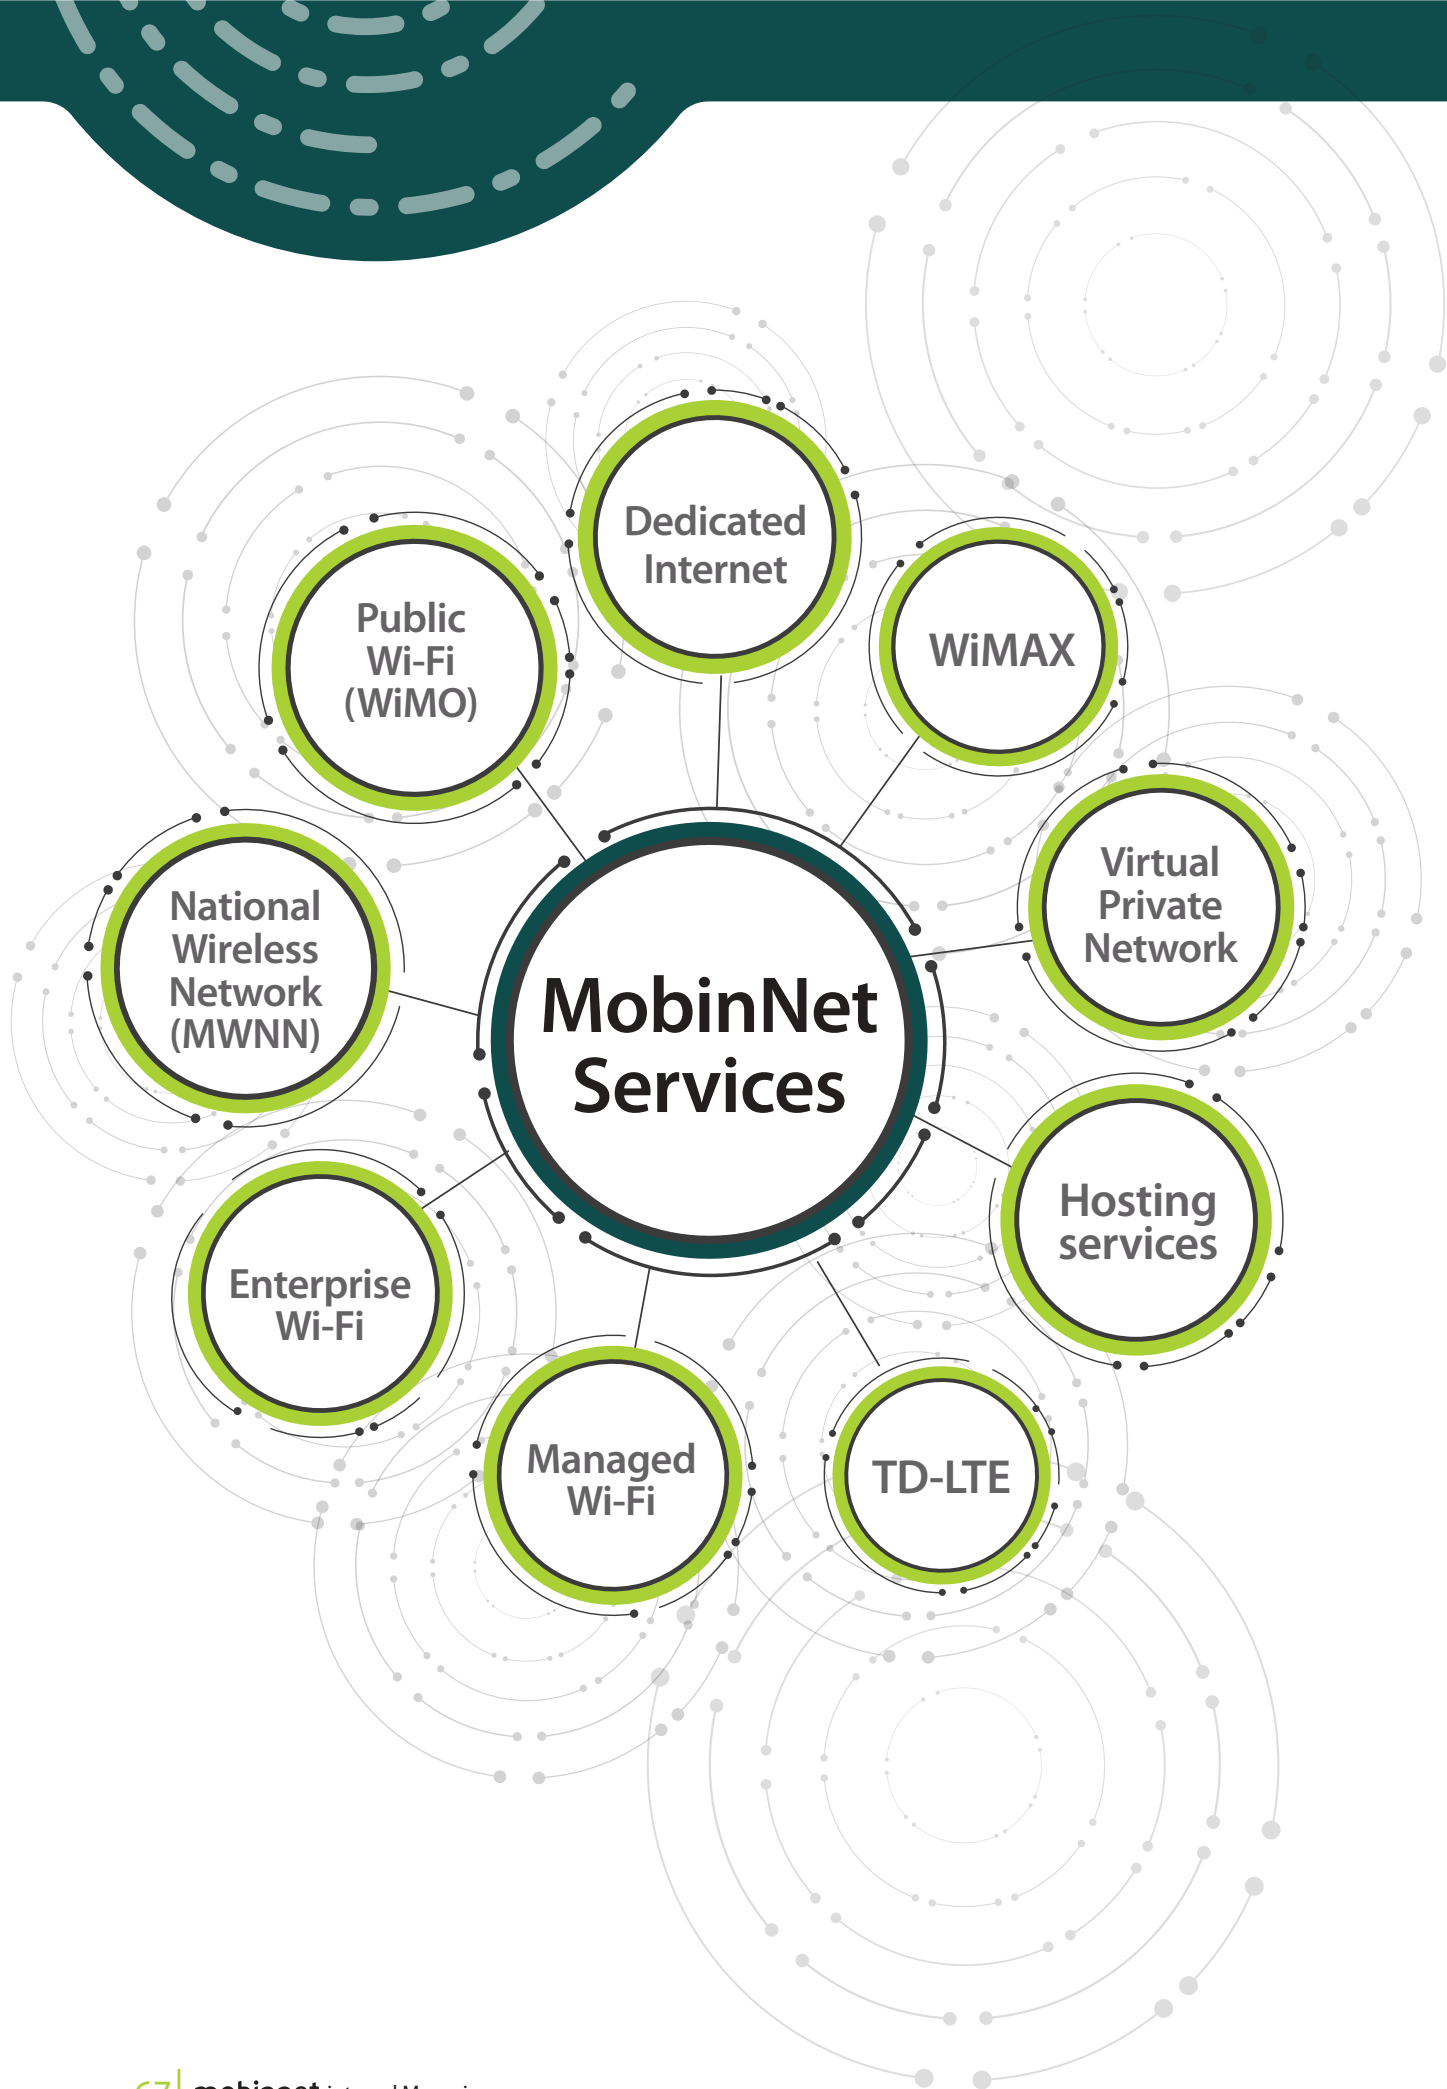 Dedicated
Internet
Public
Wi-Fi
(WiMO)
WiMAX
Virtual
Private
Network
National
Wireless
Network
(MWNN)
MobinNet
Services
Hosting
services
Enterprise
Wi-Fi
Managed
Wi-Fi
TD-LTE
67